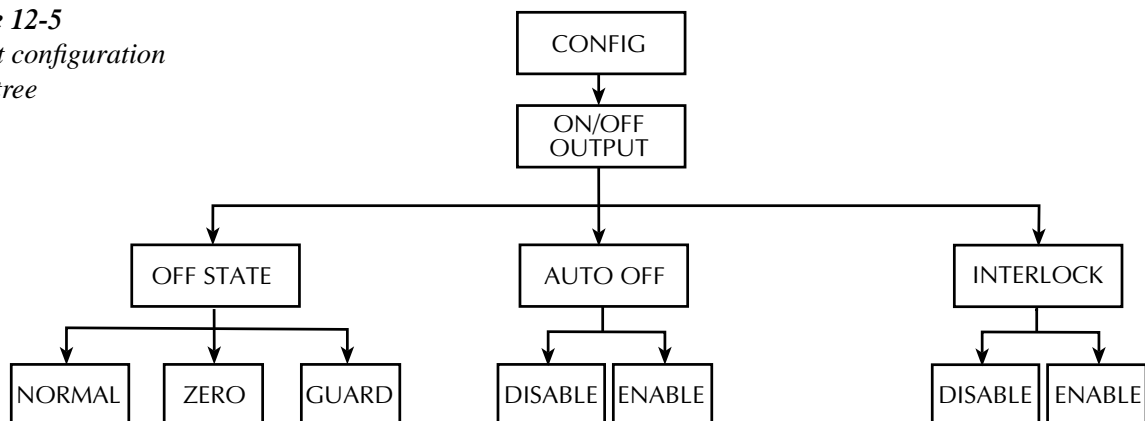 12-5
configuration
tree
CONFIG
ON/OFF
OUTPUT
OFF STATE
AUTO OFF
INTERLOCK
NORMAL
ZERO
GUARD
DISABLE
ENABLE
DISABLE
ENABLE